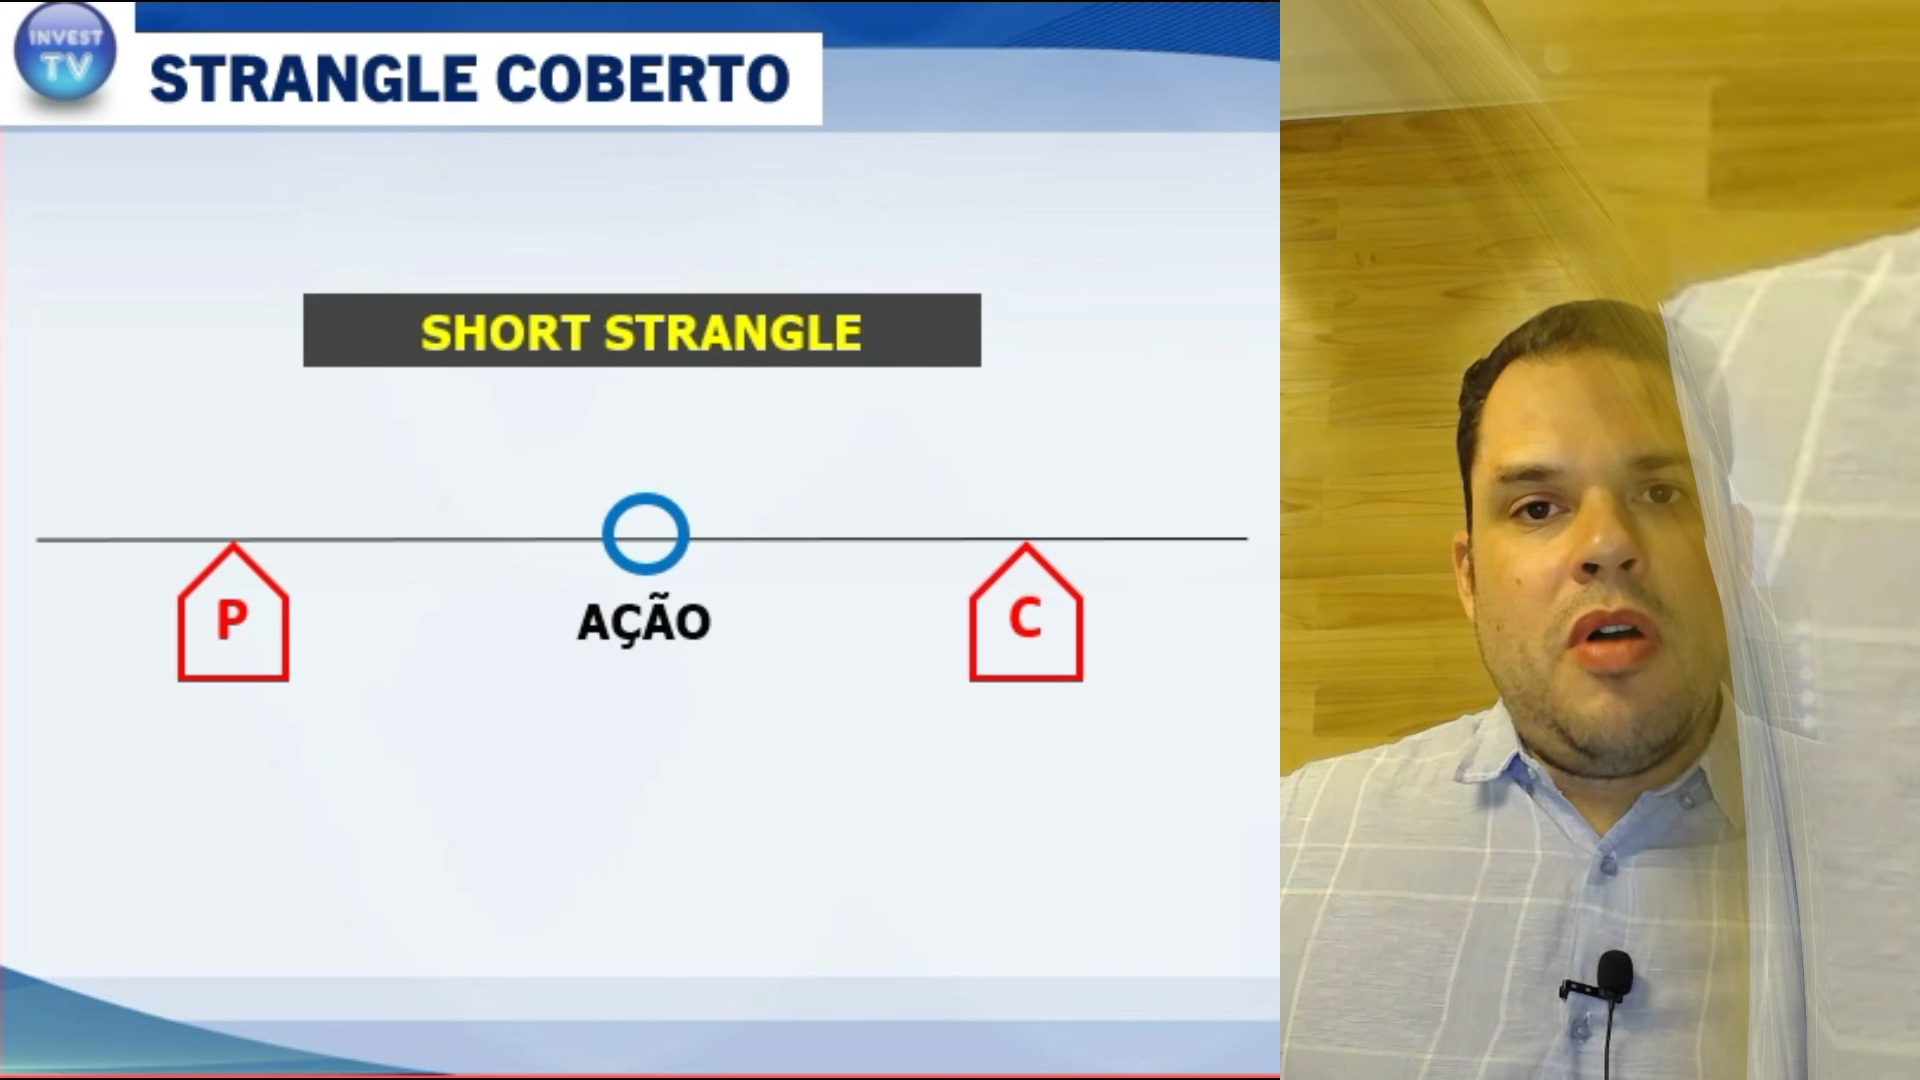 INVEST
TV
STRANGLE COBERTO
SHORT STRANGLE
P
AÇÃO
C